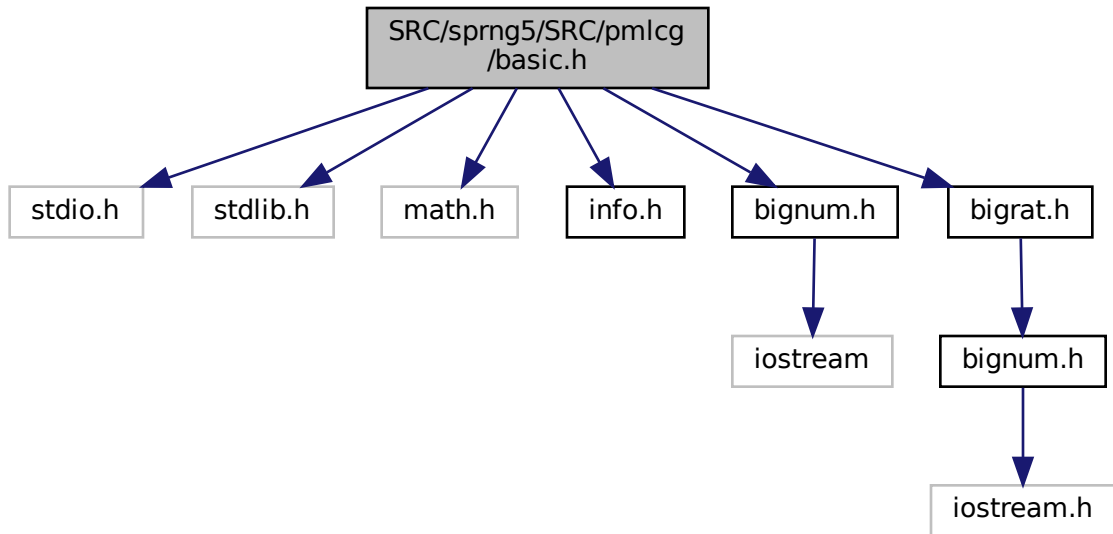 SRC/sprng5/SRC/pmlcg
/basic.h
stdio.h
stdlib.h
math.h
info.h
bignum.h
bigrat.h
iostream
bignum.h
iostream.h